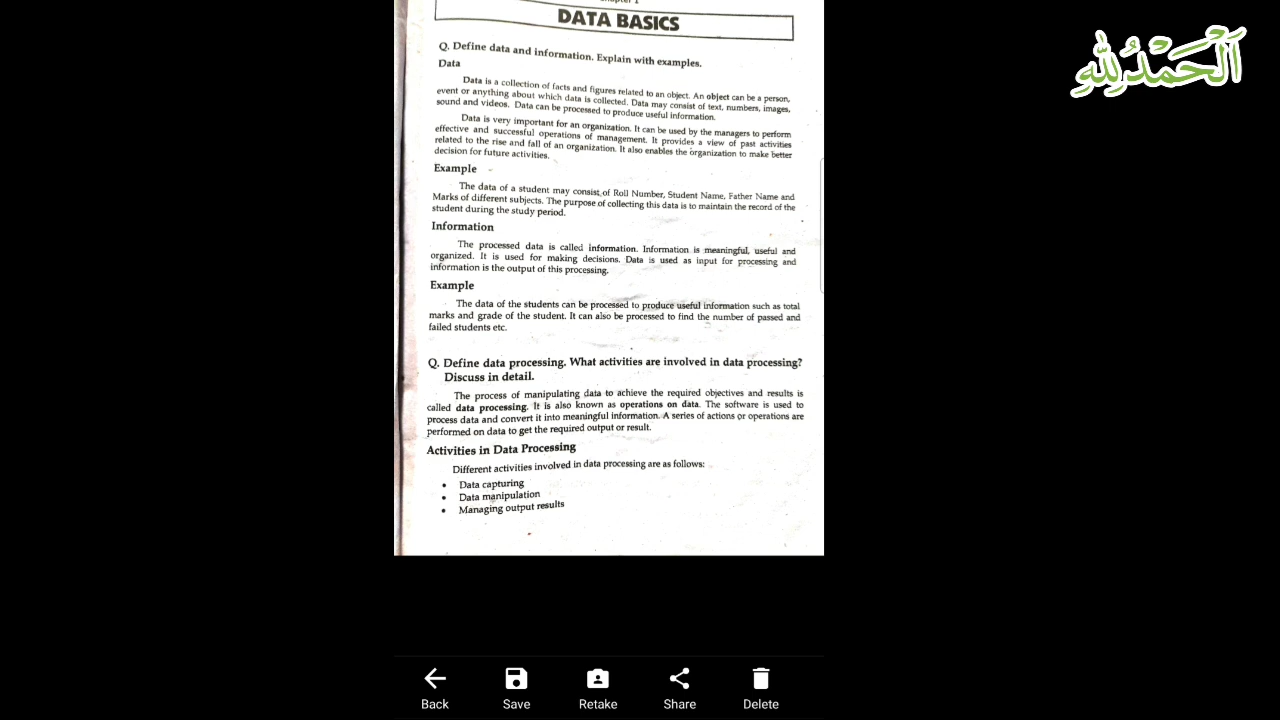 Chapter 1
DATA BASICS
Q. Define data and information. Explain with examples.
Data
Data is a collection of facts and figures related to an object. An object can be a person,
event or anything about which data is collected. Data may consist of text, numbers, images,
sound and videos. Data can be processed to produce useful information.
Data is very important for an organization. It can be used by the managers to perform
effective and successful operations of management. It provides a view of past activities
related to the rise and fall of an organization. It also enables the organization to make better
decision for future activities.
Example
The data of a student may consist of Roll Number, Student Name, Father Name and
Marks of different subjects. The purpose of collecting this data is to maintain the record of the
student during the study period.
Information
The processed data is called information. Information is meaningful, useful and
organized. It is used for making decisions. Data is used as input for processing and
information is the output of this processing.
Example
The data of the students can be processed to produce useful information such as total
marks and grade of the student. It can also be processed to find the number of passed and
failed students etc.
Q. Define data processing. What activities are involved in data processing?
Discuss in detail.
The process of manipulating data to achieve the required objectives and results is
called data processing. It is also known as operations on data. The software is used to
process data and convert it into meaningful information. A series of actions or operations are
performed on data to get the required output or result.
Activities in Data Processing
Different activities involved in data processing are as follows:
• Data capturing
• Data manipulation
• Managing output results
اَلْحَمْدُلِلّٰهِ
Back Save Retake Share Delete